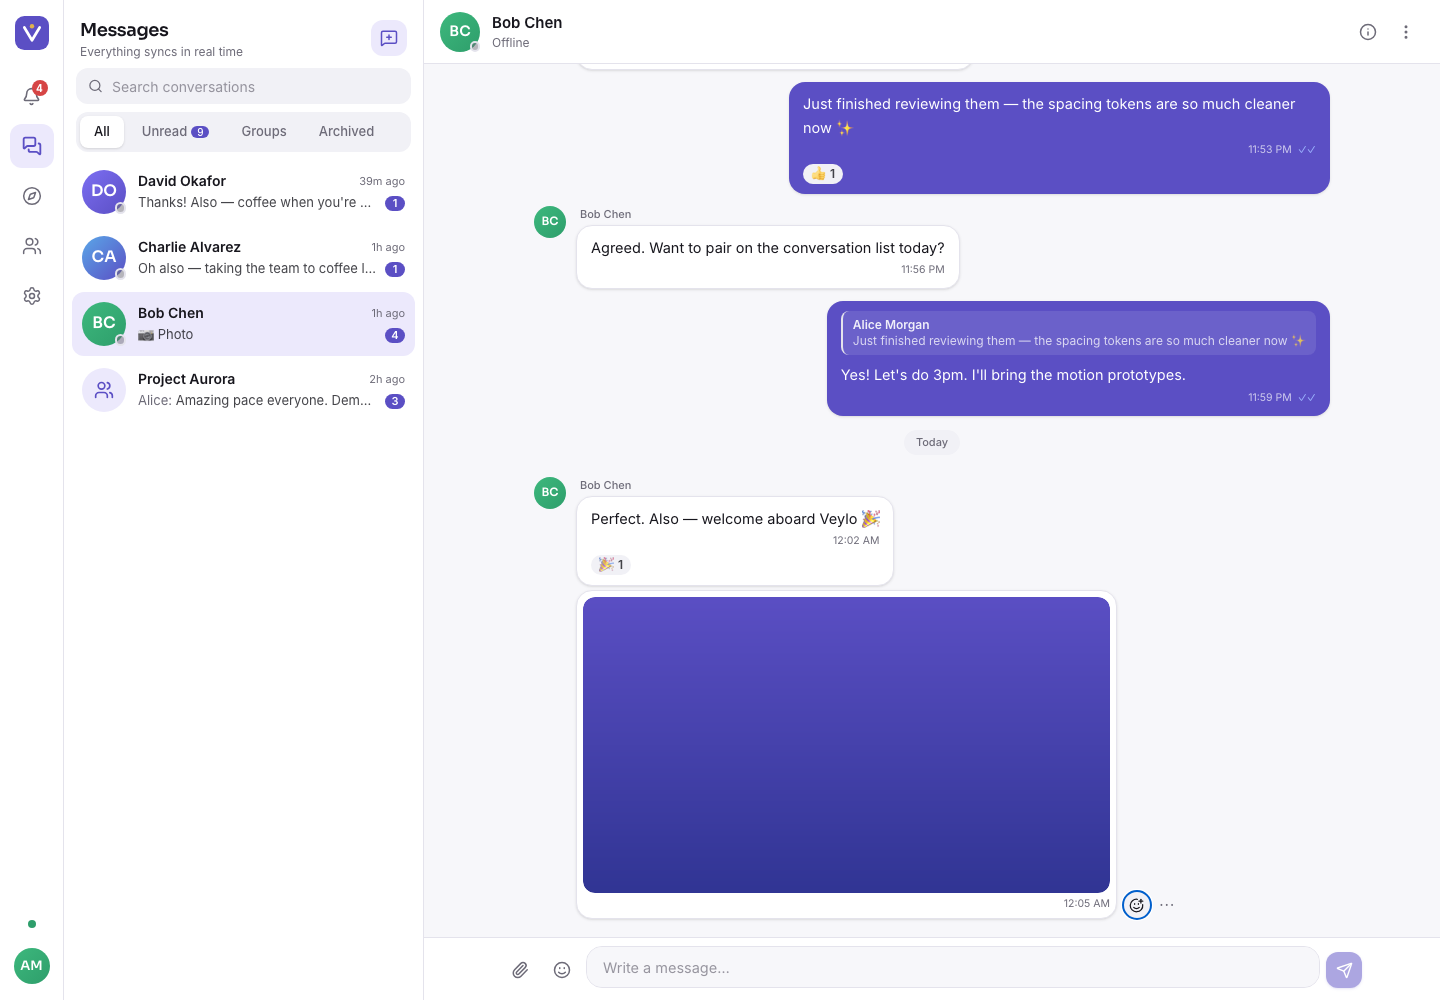 Messages
Everything syncs in real time
Search conversations
All
Unread 9
Groups
Archived
4
DO
David Okafor
39m ago
Thanks! Also — coffee when you're ...
1
CA
Charlie Alvarez
1h ago
Oh also — taking the team to coffee l...
1
BC
Bob Chen
1h ago
📷 Photo
4
Project Aurora
2h ago
Alice: Amazing pace everyone. Dem...
3
AM
BC
Bob Chen
Offline
Just finished reviewing them — the spacing tokens are so much cleaner
now ✨
11:53 PM
👍 1
BC
Bob Chen
Agreed. Want to pair on the conversation list today?
11:56 PM
Alice Morgan
Just finished reviewing them — the spacing tokens are so much cleaner now ✨
Yes! Let's do 3pm. I'll bring the motion prototypes.
11:59 PM
Today
BC
Bob Chen
Perfect. Also — welcome aboard Veylo 🎉
12:02 AM
🎉 1
12:05 AM
Write a message...